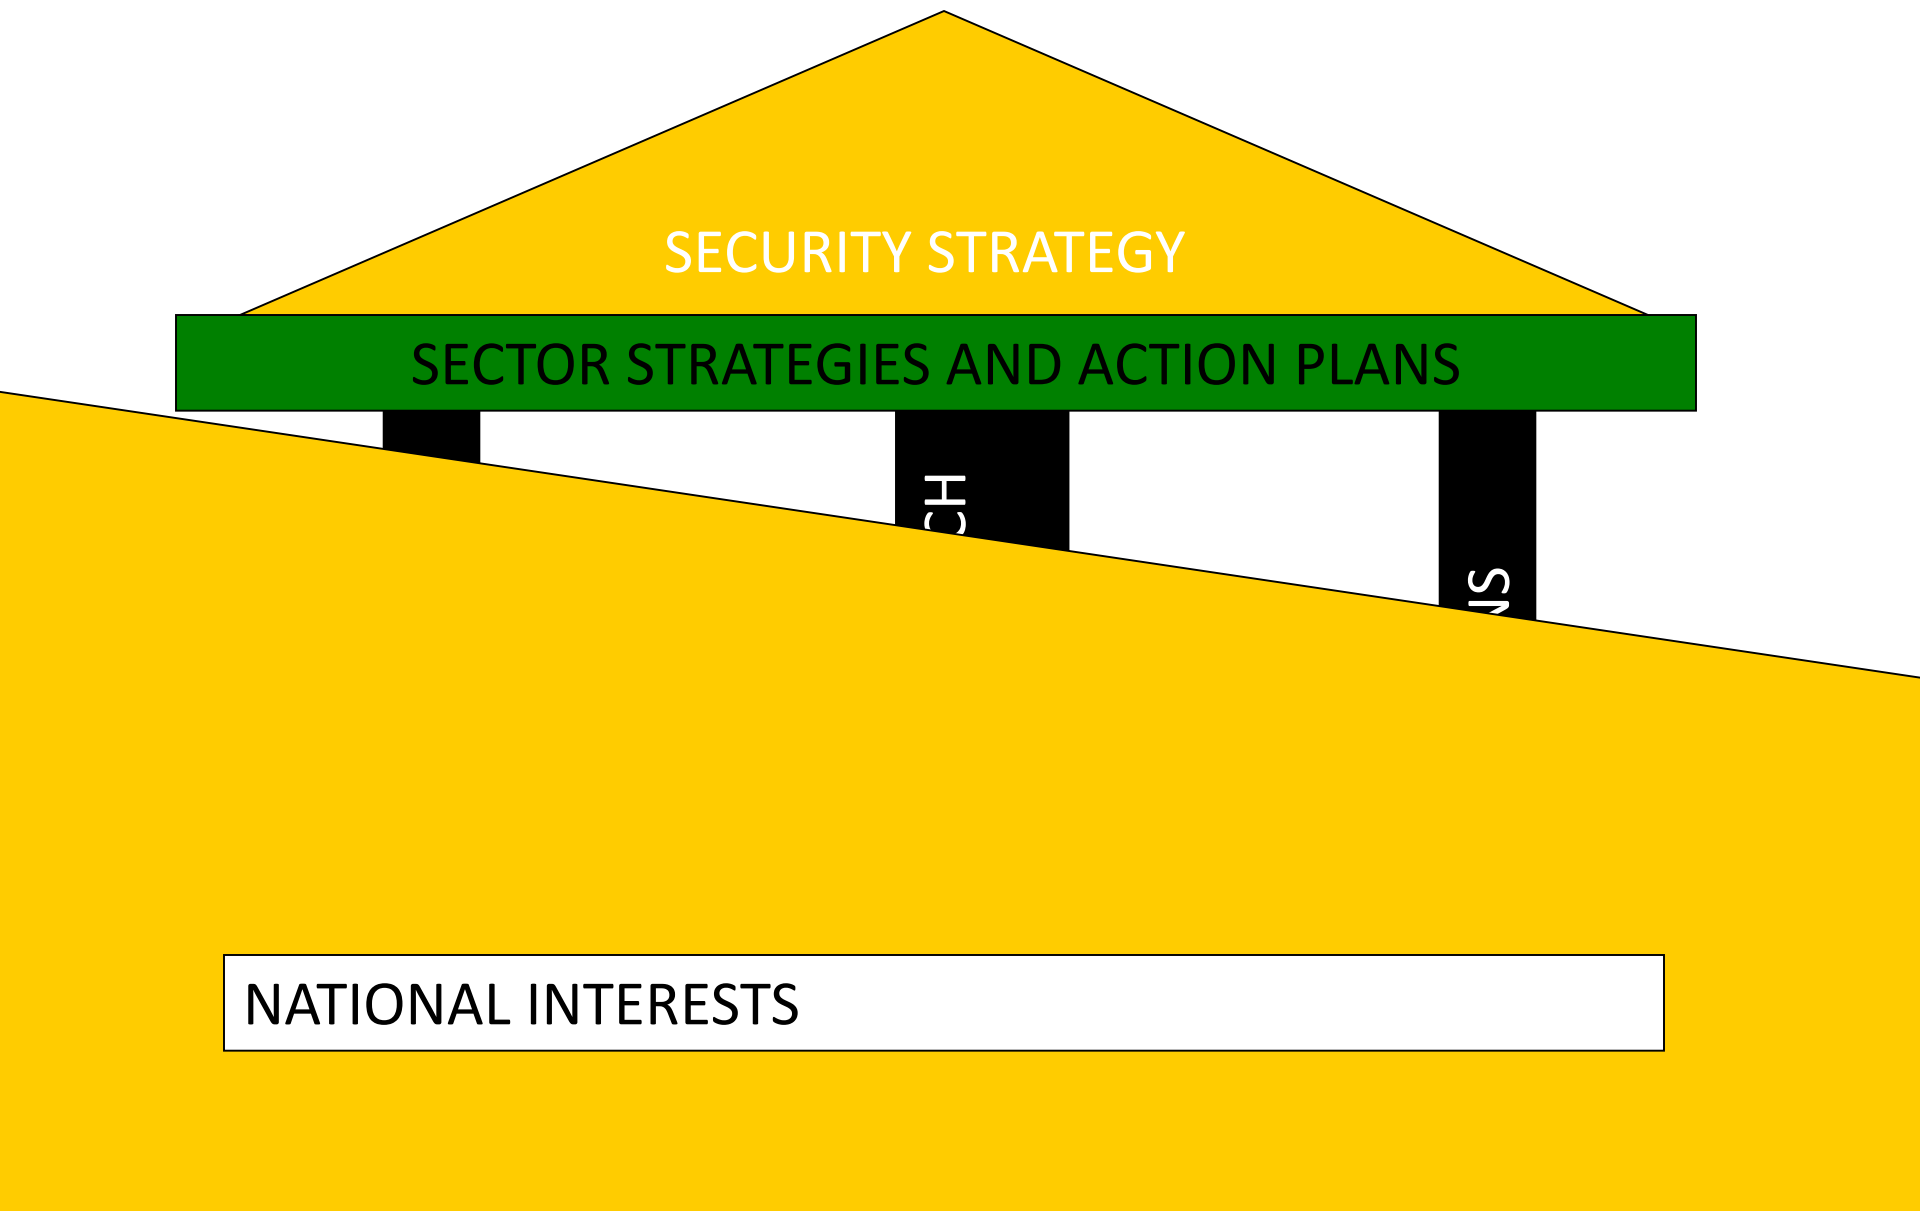 SECURITY STRATEGY
SECTOR STRATEGIES AND ACTION PLANS
NATIONAL INTERESTS